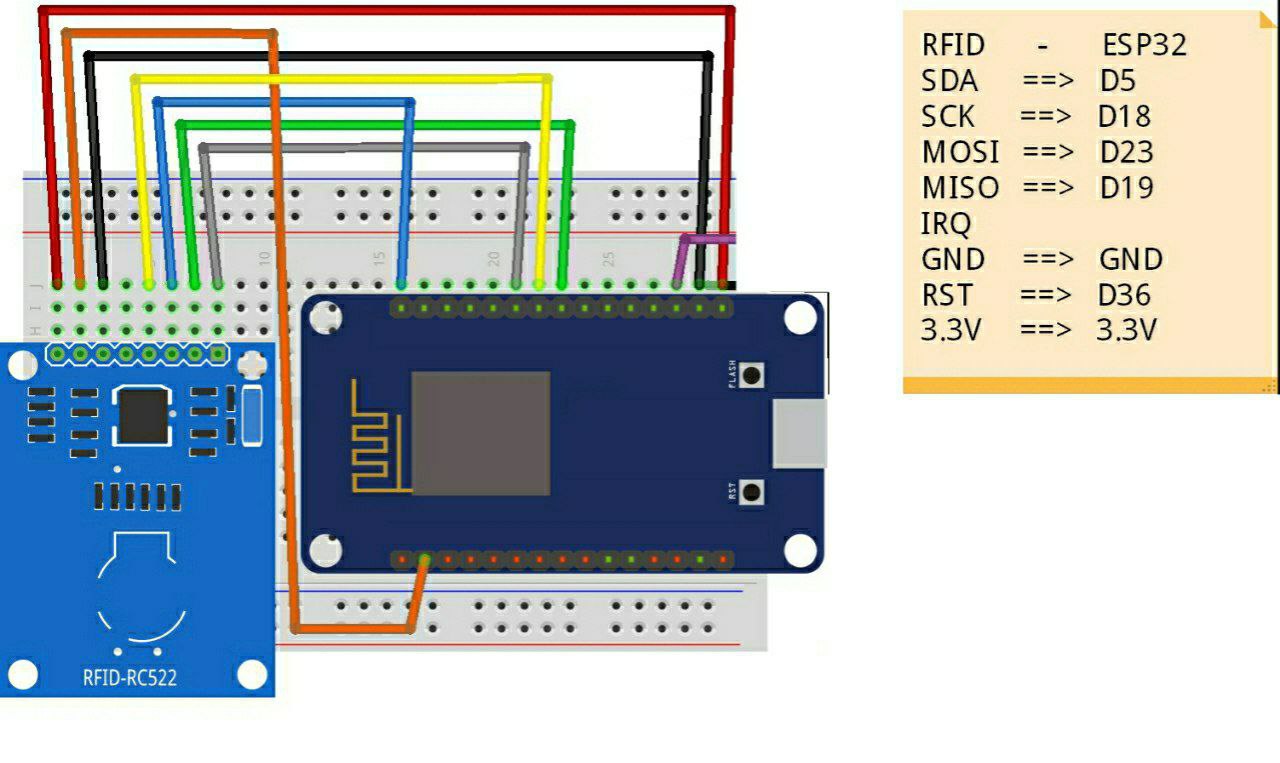 RFID - ESP32
SDA ==> D5
SCK ==> D18
MOSI ==> D23
MISO ==> D19
IRQ
GND ==> GND
RST ==> D36
3.3V ==> 3.3V
10 15 20 25
J
I
H
FLASH
RST
RFID-RC522